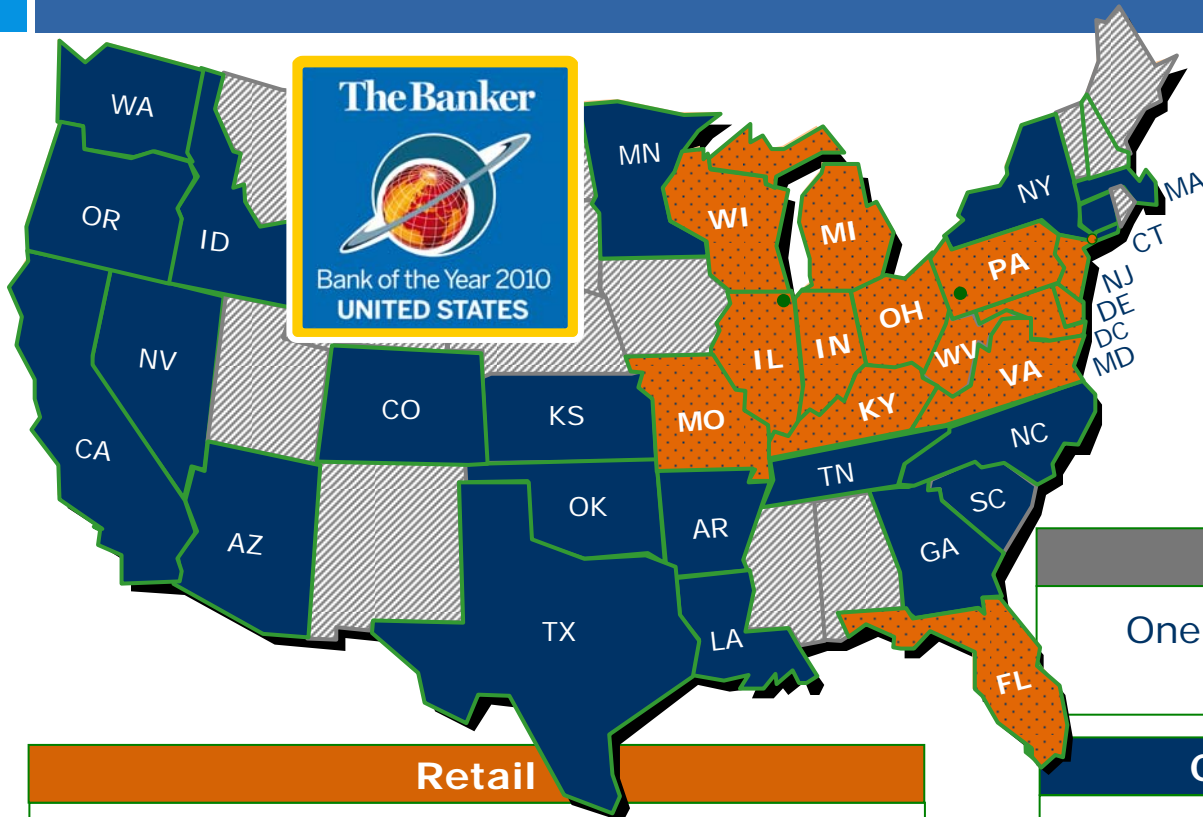 The Banker
Bank of the Year 2010
UNITED STATES
WA
OR
ID
MN
WI
MI
NY
MA
CT
PA
NJ
DE
DC
MD
NV
CA
CO
KS
MO
IL
IN
OH
WV
VA
KY
NC
TN
SC
AZ
OK
AR
GA
TX
LA
FL
One
Retail